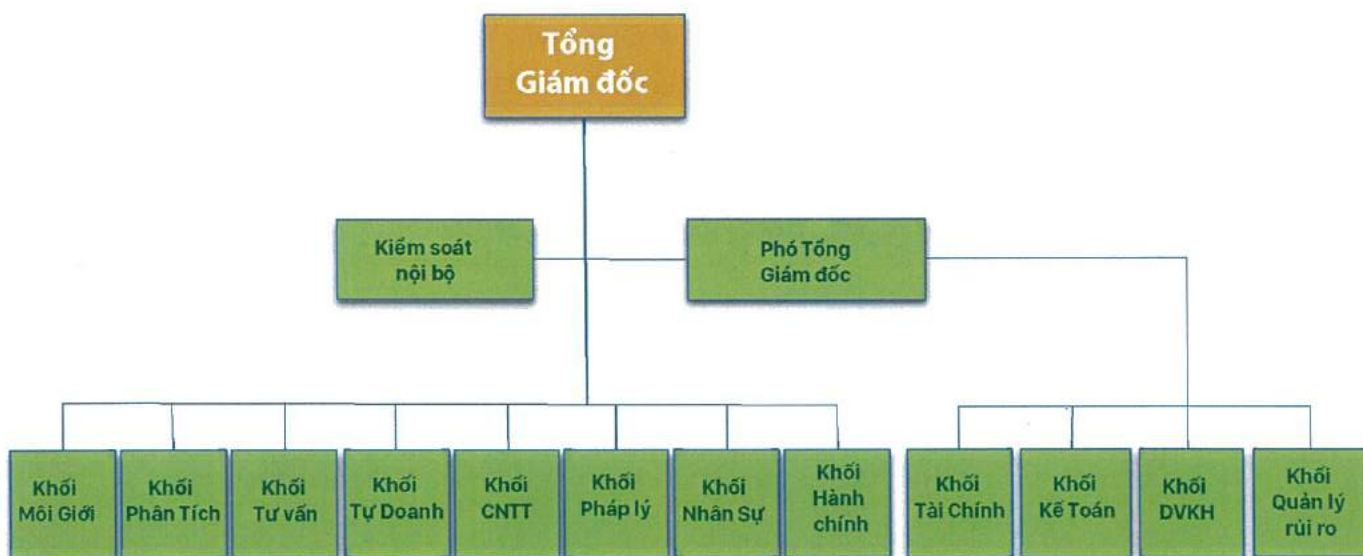 Tổng
Giám đốc
Kiểm soát
nội bộ
Phó Tổng
Giám đốc
Khối
Môi Giới
Khối
Phân Tích
Khối
Tư vấn
Khối
Tự Doanh
Khối
CNTT
Khối
Pháp lý
Khối
Nhân Sự
Khối
Hành
chính
Khối
Tài Chính
Khối
Kế Toán
Khối
DVKH
Khối
Quản lý
rủi ro